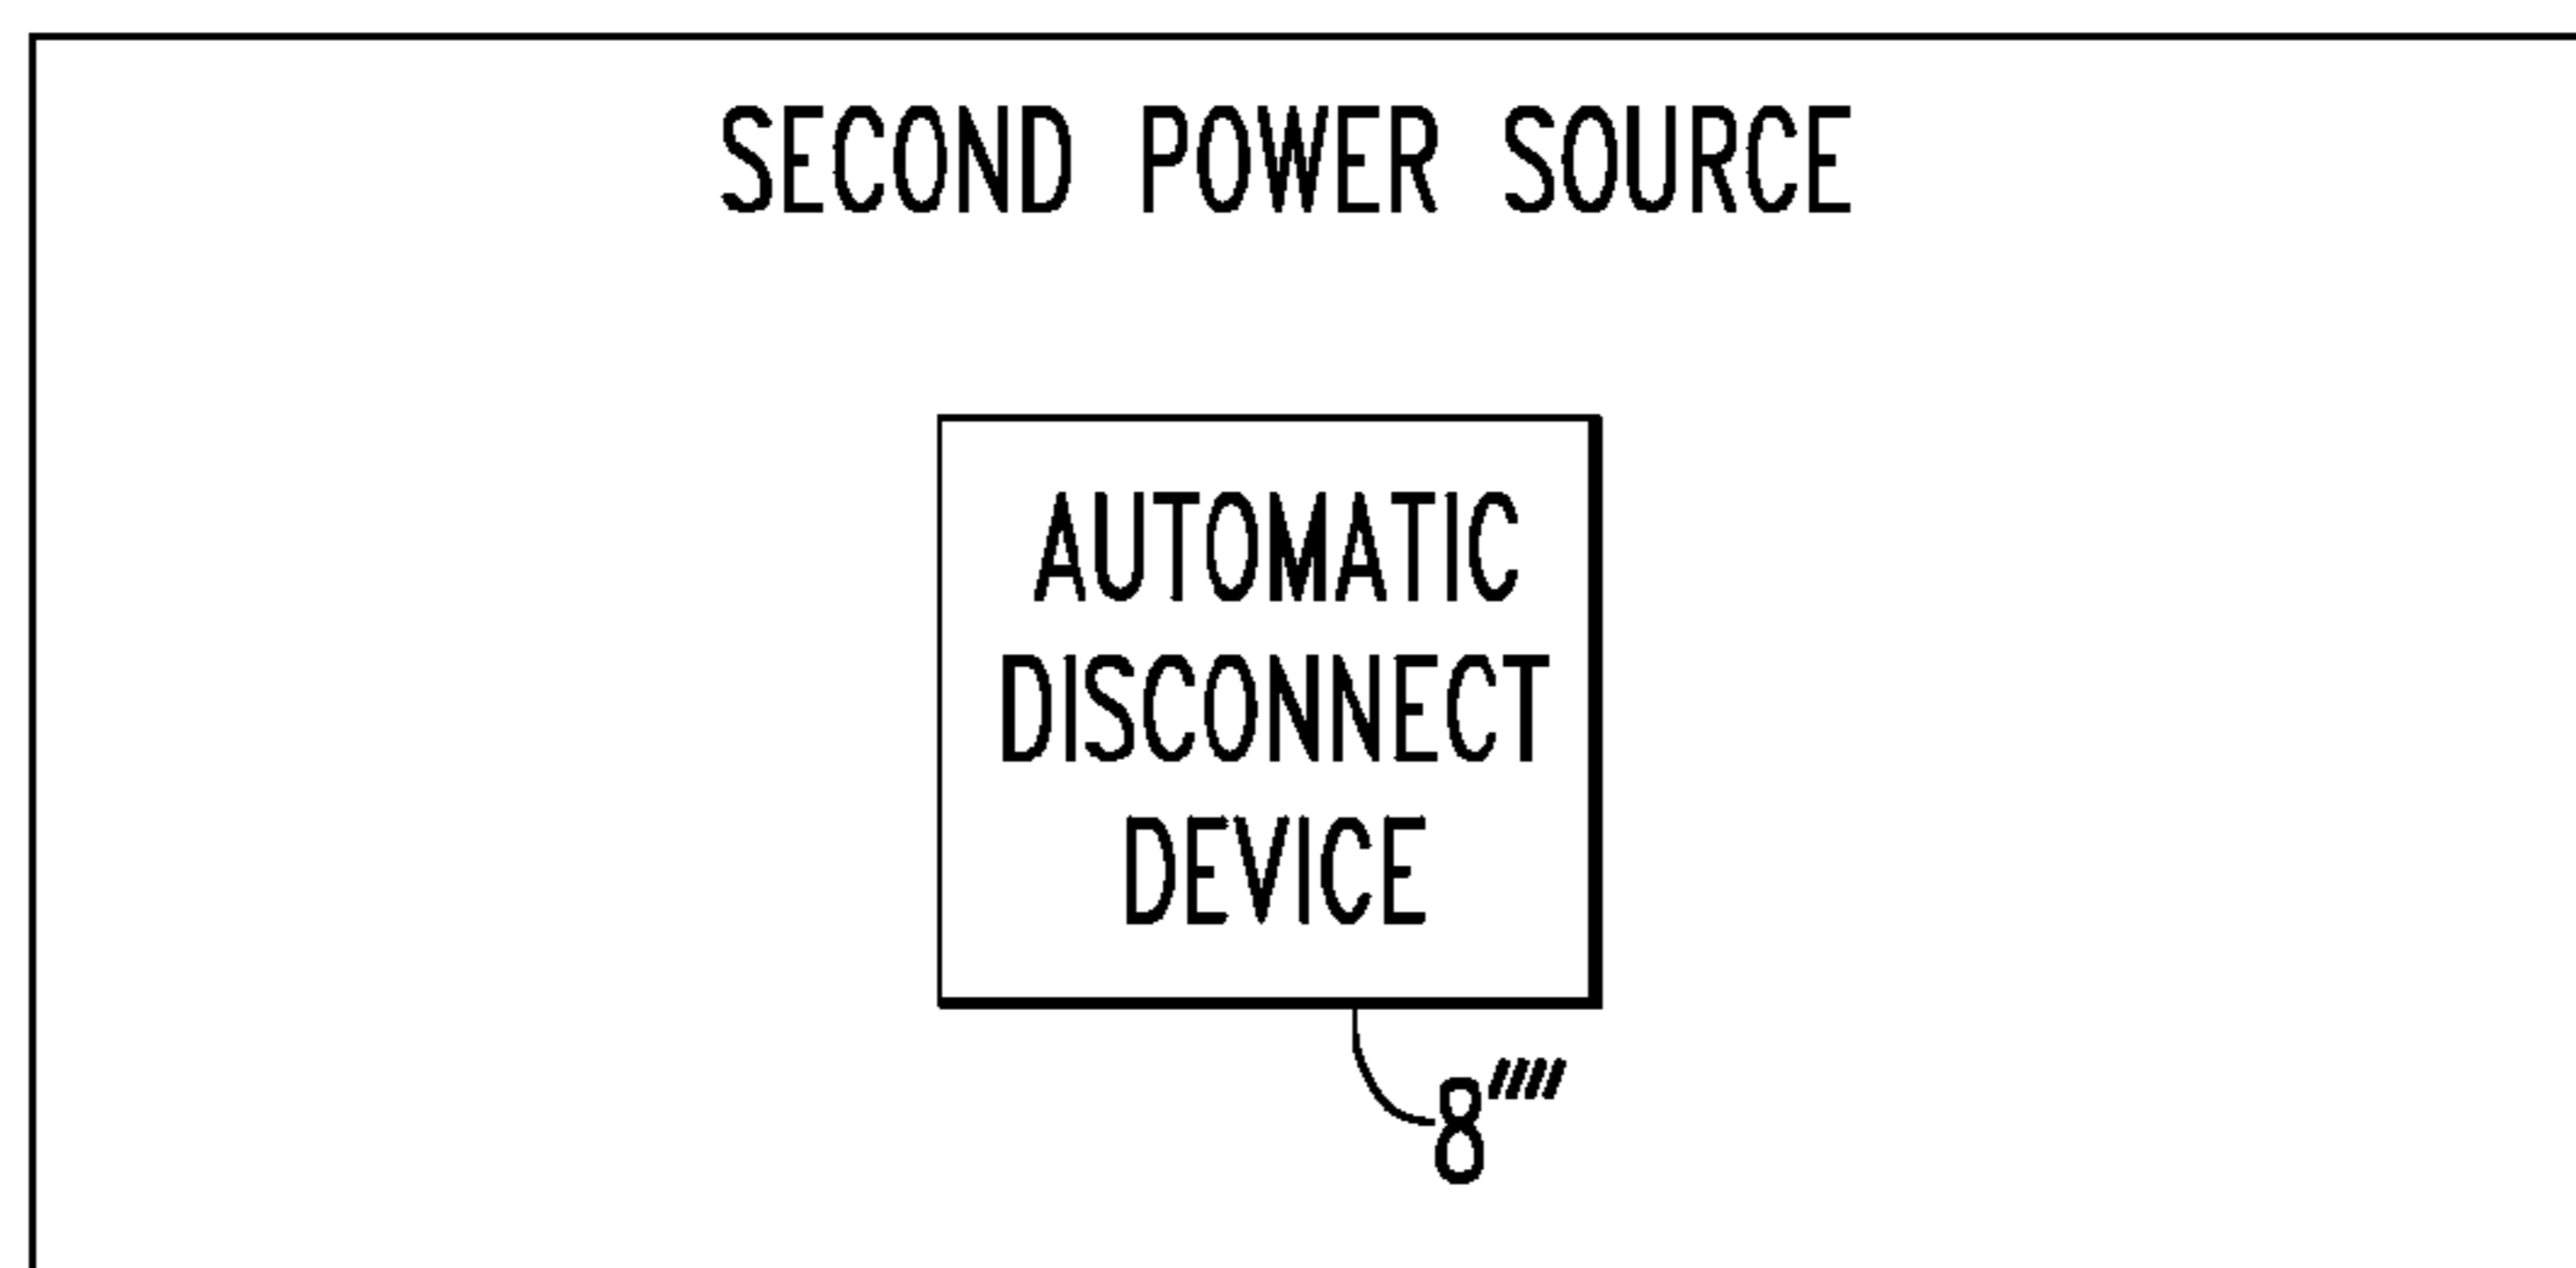 SECOND POWER SOURCE
AUTOMATIC
DISCONNECT
DEVICE
8''''